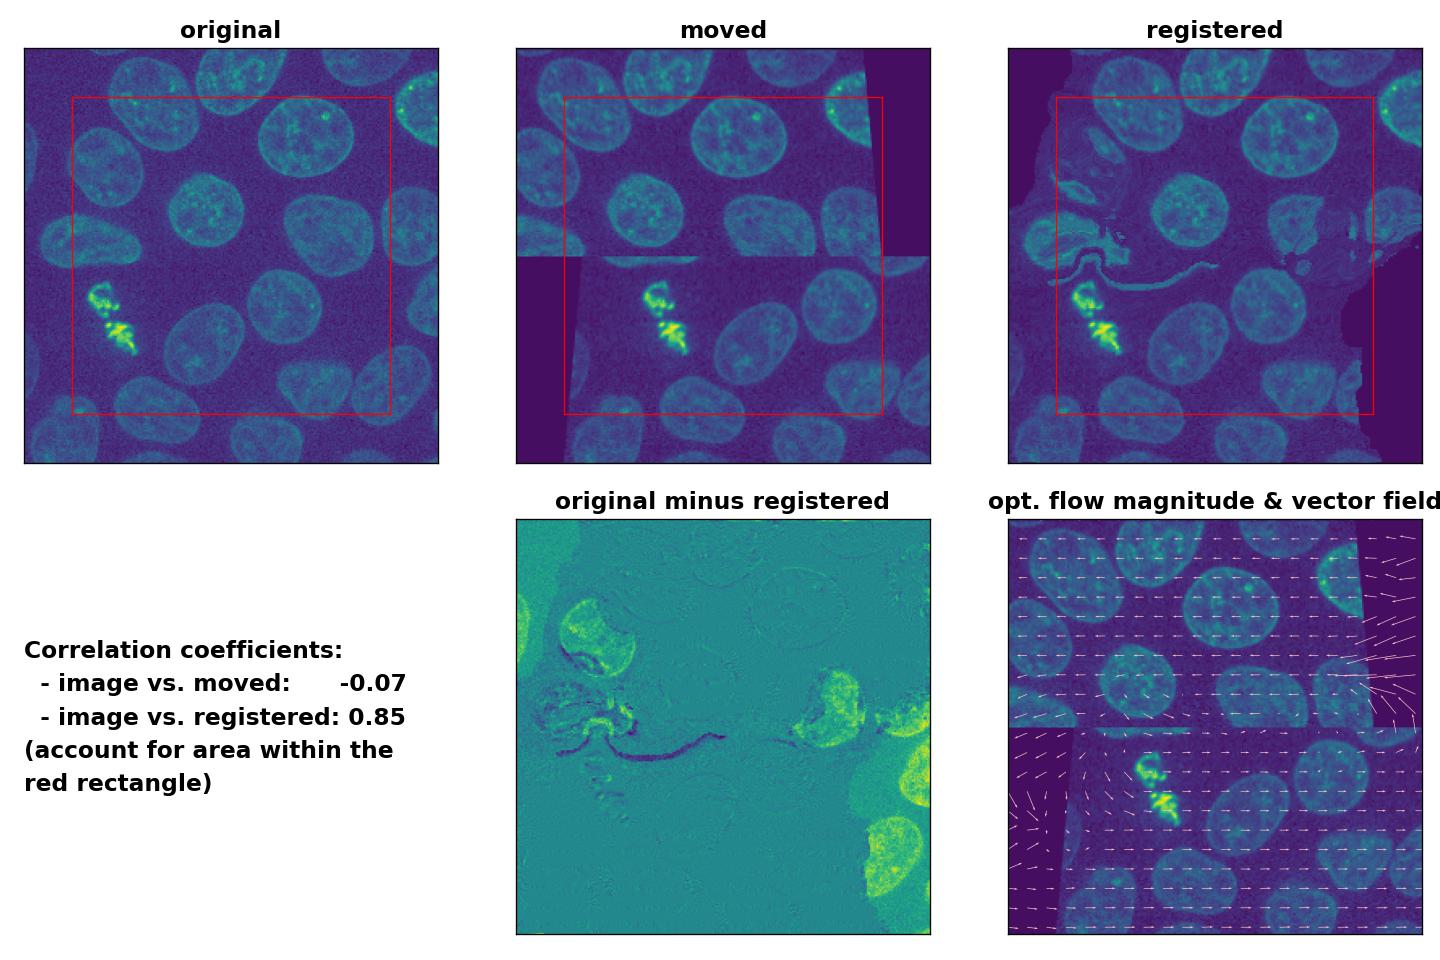 original
moved
registered
original minus registered
opt. flow magnitude & vector field
Correlation coefficients:
- image vs. moved: -0.07
- image vs. registered: 0.85
(account for area within the
red rectangle)